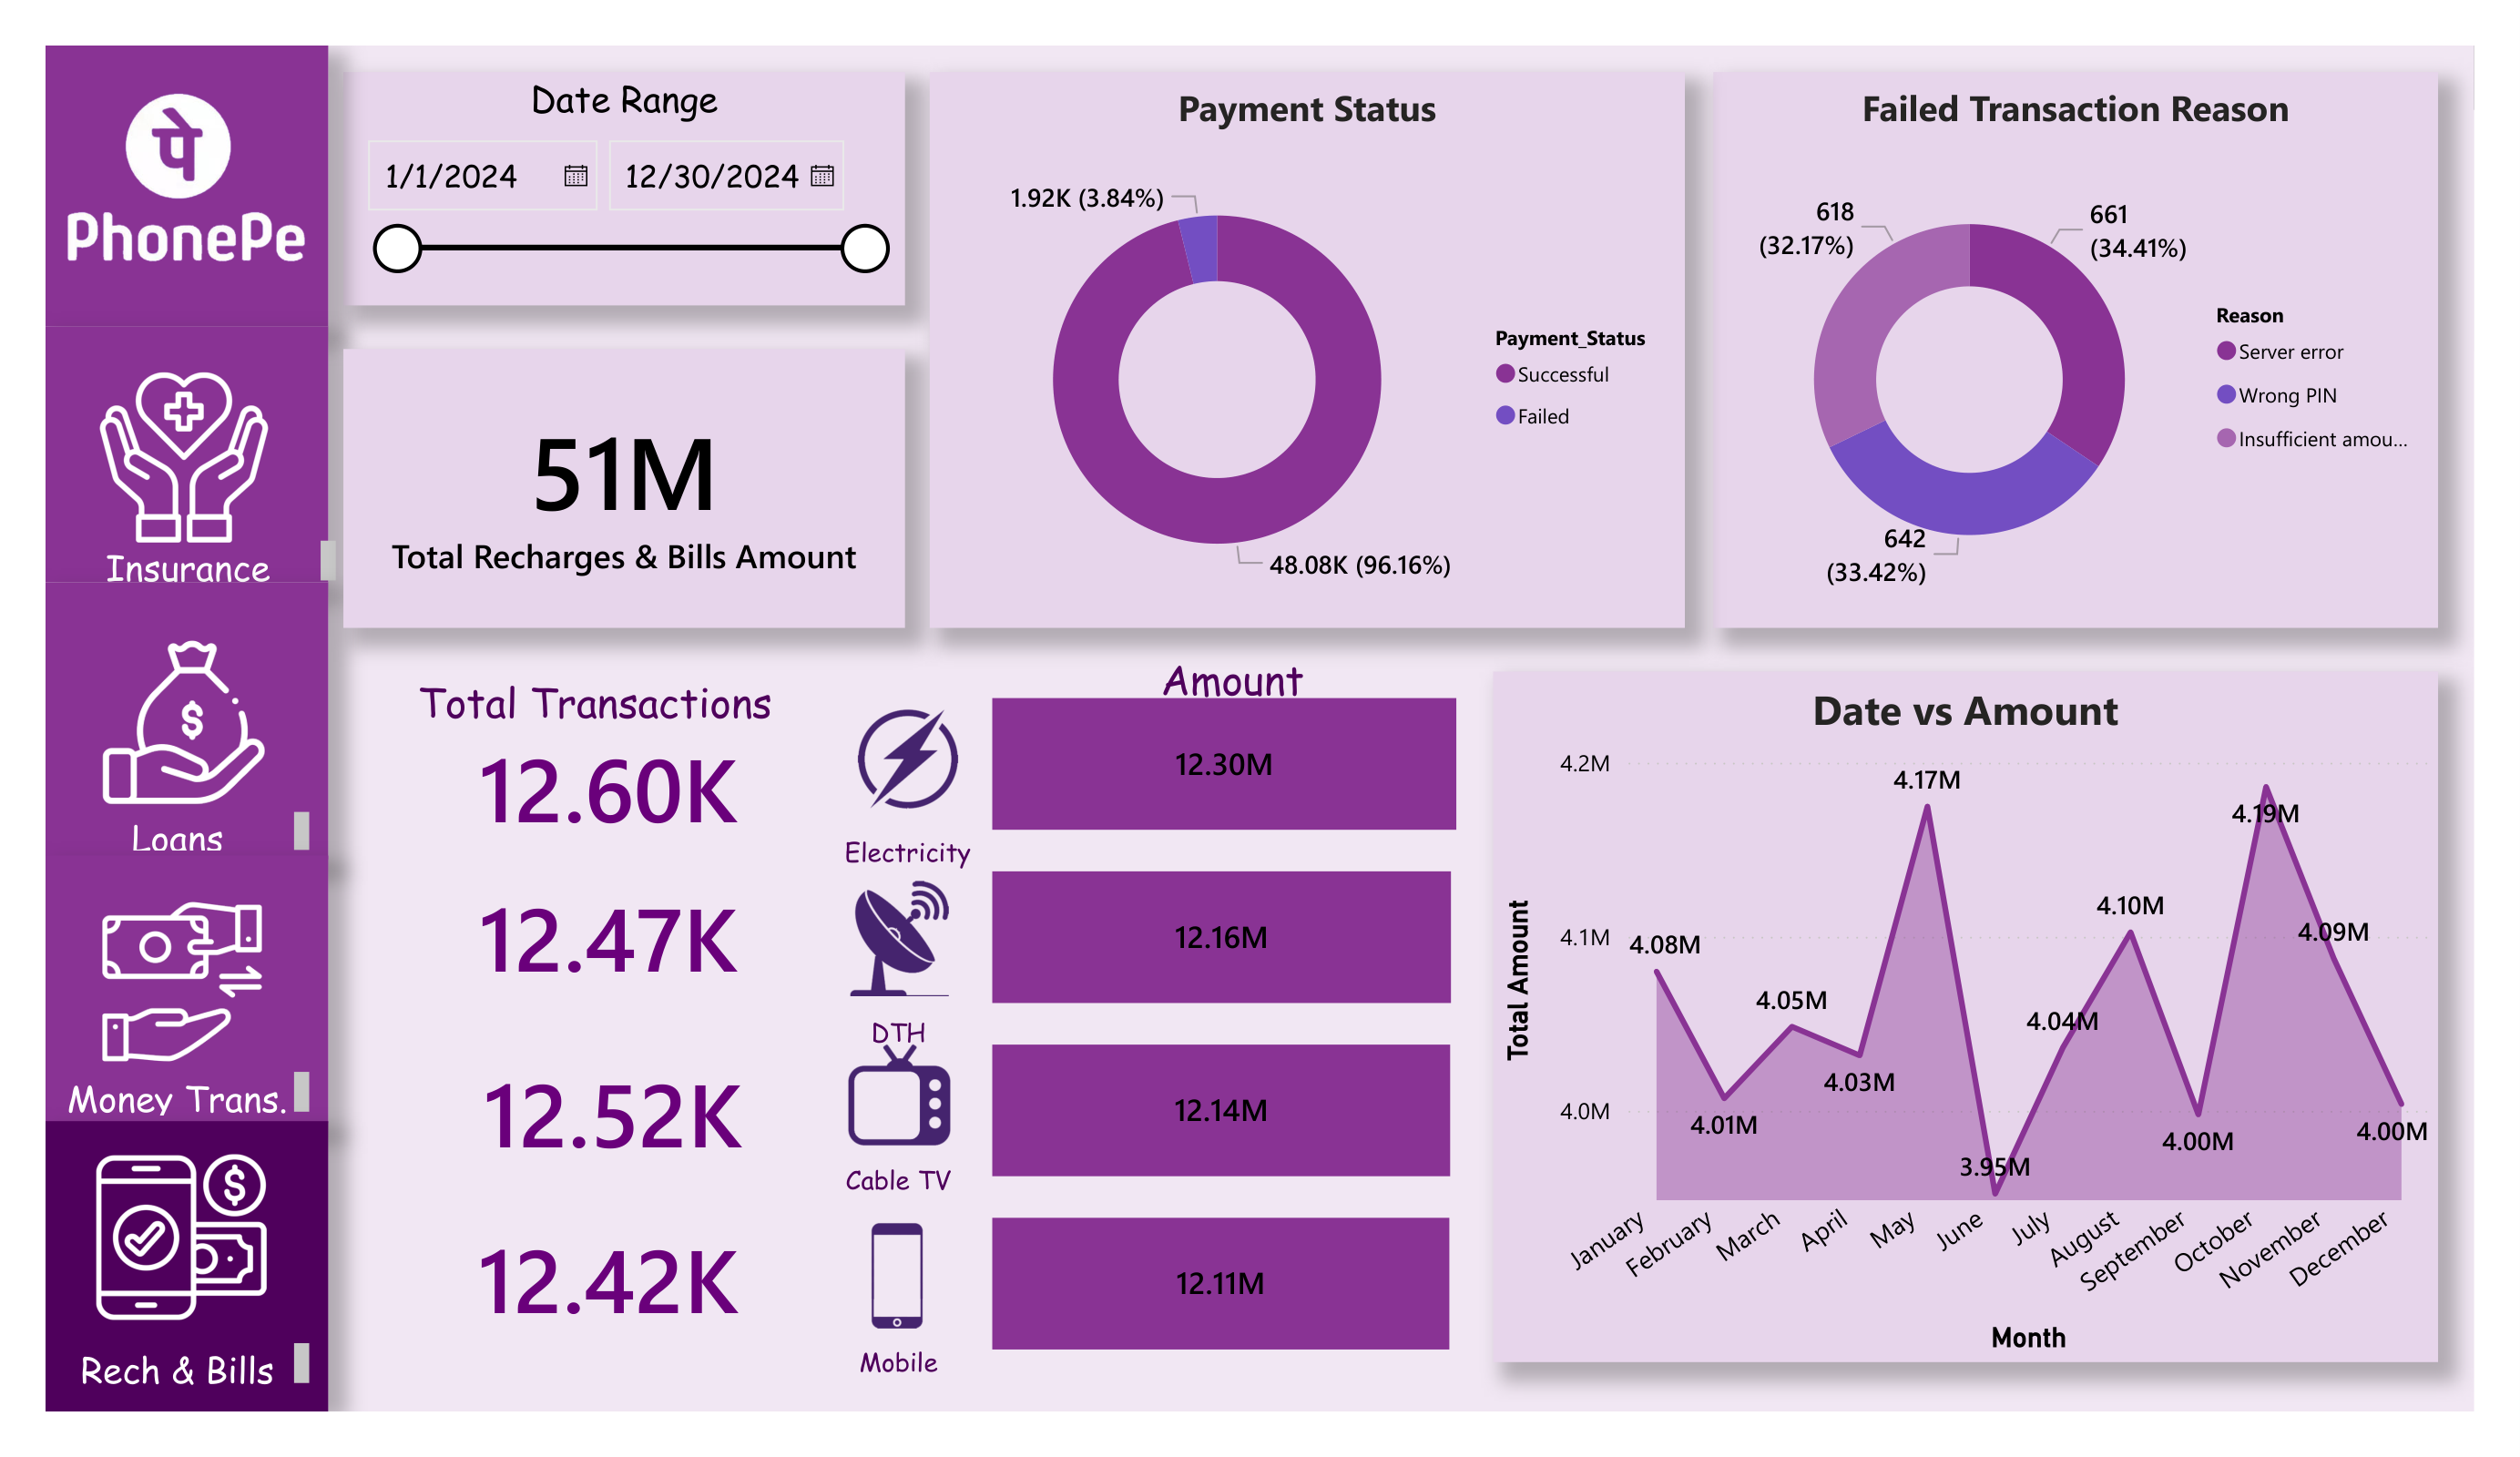 पे
PhonePe
Insurance
Loans
Money Trans.
Rech & Bills
Date Range
1/1/2024
12/30/2024
51M
Total Recharges & Bills Amount
Payment Status
1.92K (3.84%)
48.08K (96.16%)
Payment_Status
Successful
Failed
Failed Transaction Reason
618
(32.17%)
661
(34.41%)
642
(33.42%)
Reason
Server error
Wrong PIN
Insufficient amou...
Total Transactions
12.60K
12.47K
12.52K
12.42K
Electricity
DTH
Cable TV
Mobile
Amount
12.30M
12.16M
12.14M
12.11M
Date vs Amount
Total Amount
4.2M
4.1M
4.0M
4.08M
4.01M
4.05M
4.03M
4.17M
3.95M
4.04M
4.10M
4.00M
4.19M
4.09M
4.00M
January
February
March
April
May
June
July
August
September
October
November
December
Month